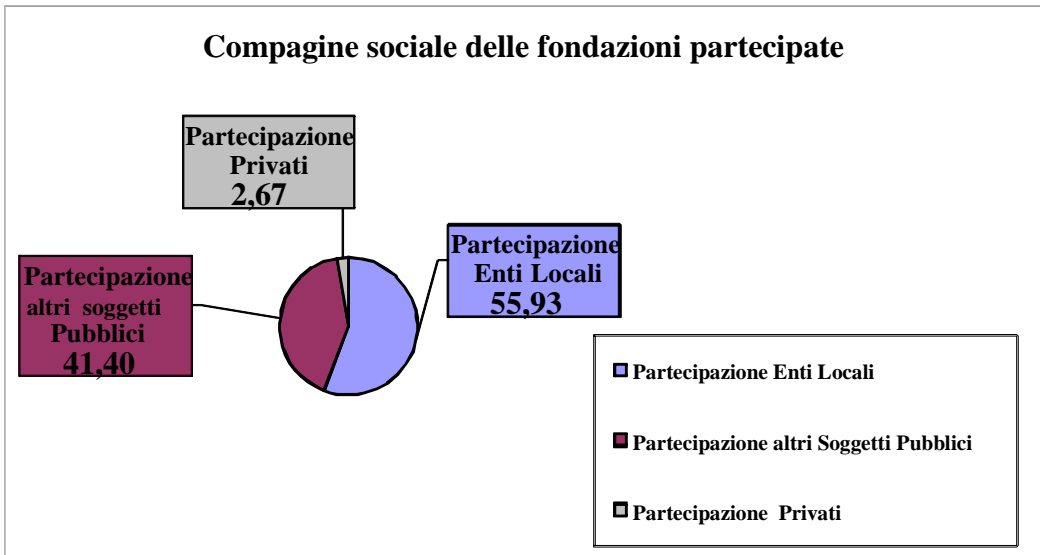 Compagine sociale delle fondazioni partecipate
Partecipazione
Privati
2,67
Partecipazione
Enti Locali
55,93
Partecipazione
altri soggetti
Pubblici
41,40
Partecipazione Enti Locali
Partecipazione altri Soggetti Pubblici
Partecipazione Privati